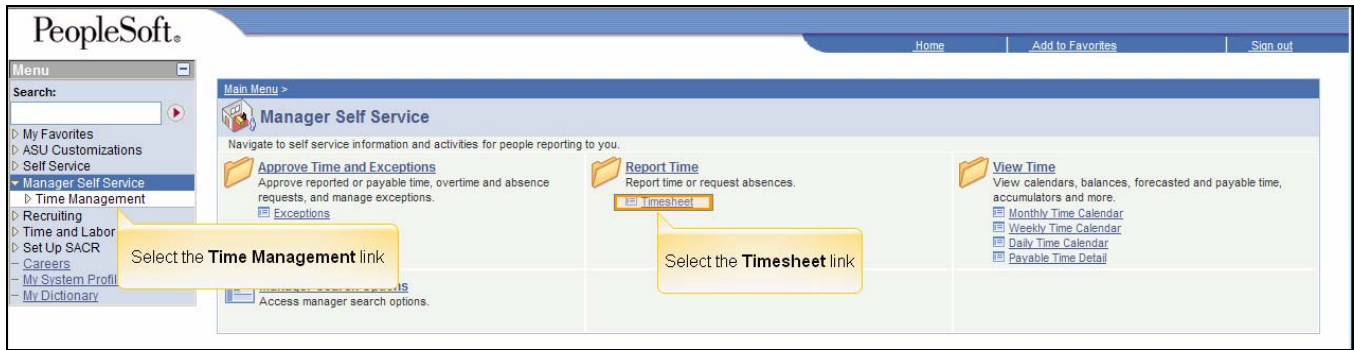 PeopleSoft®
Home
Add to Favorites
Sign out
Menu
Search:
My Favorites
ASU Customizations
Self Service
Manager Self Service
Time Management
Recruiting
Time and Labor
Set Up SACR
Careers
My System Profil
My Dictionary
Select the Time Management link
Main Menu >
Manager Self Service
Navigate to self service information and activities for people reporting to you.
Approve Time and Exceptions
Approve reported or payable time, overtime and absence
requests, and manage exceptions.
Exceptions
Report Time
Report time or request absences.
Timesheet
Select the Timesheet link
View Time
View calendars, balances, forecasted and payable time,
accumulators and more.
Monthly Time Calendar
Weekly Time Calendar
Daily Time Calendar
Payable Time Detail
Manager Search Options
Access manager search options.